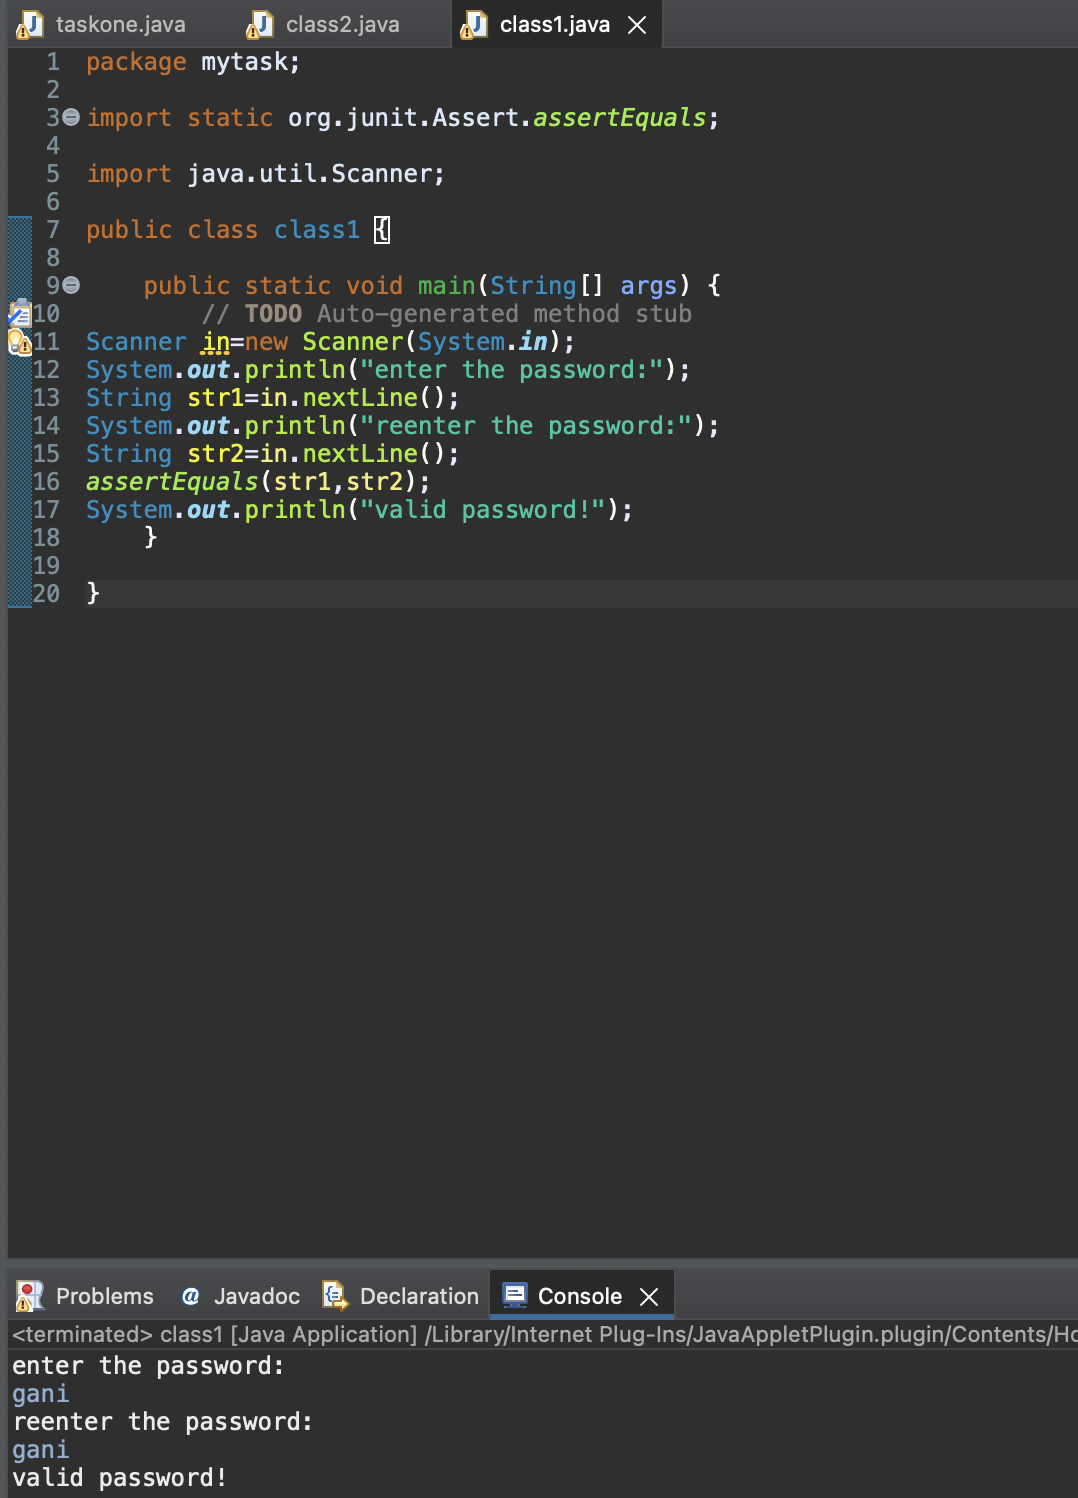 taskone.java class2.java class1.java
1 package mytask;
2
3 import static org.junit.Assert.assertEquals;
4
5 import java.util.Scanner;
6
7 public class class1 {
8
9     public static void main(String[] args) {
10         // TODO Auto-generated method stub
11 Scanner in=new Scanner(System.in);
12 System.out.println("enter the password:");
13 String str1=in.nextLine();
14 System.out.println("reenter the password:");
15 String str2=in.nextLine();
16 assertEquals(str1,str2);
17 System.out.println("valid password!");
18     }
19
20 }
Problems @ Javadoc Declaration Console
<terminated> class1 [Java Application] /Library/Internet Plug-Ins/JavaAppletPlugin.plugin/Contents/Ho
enter the password:
gani
reenter the password:
gani
valid password!